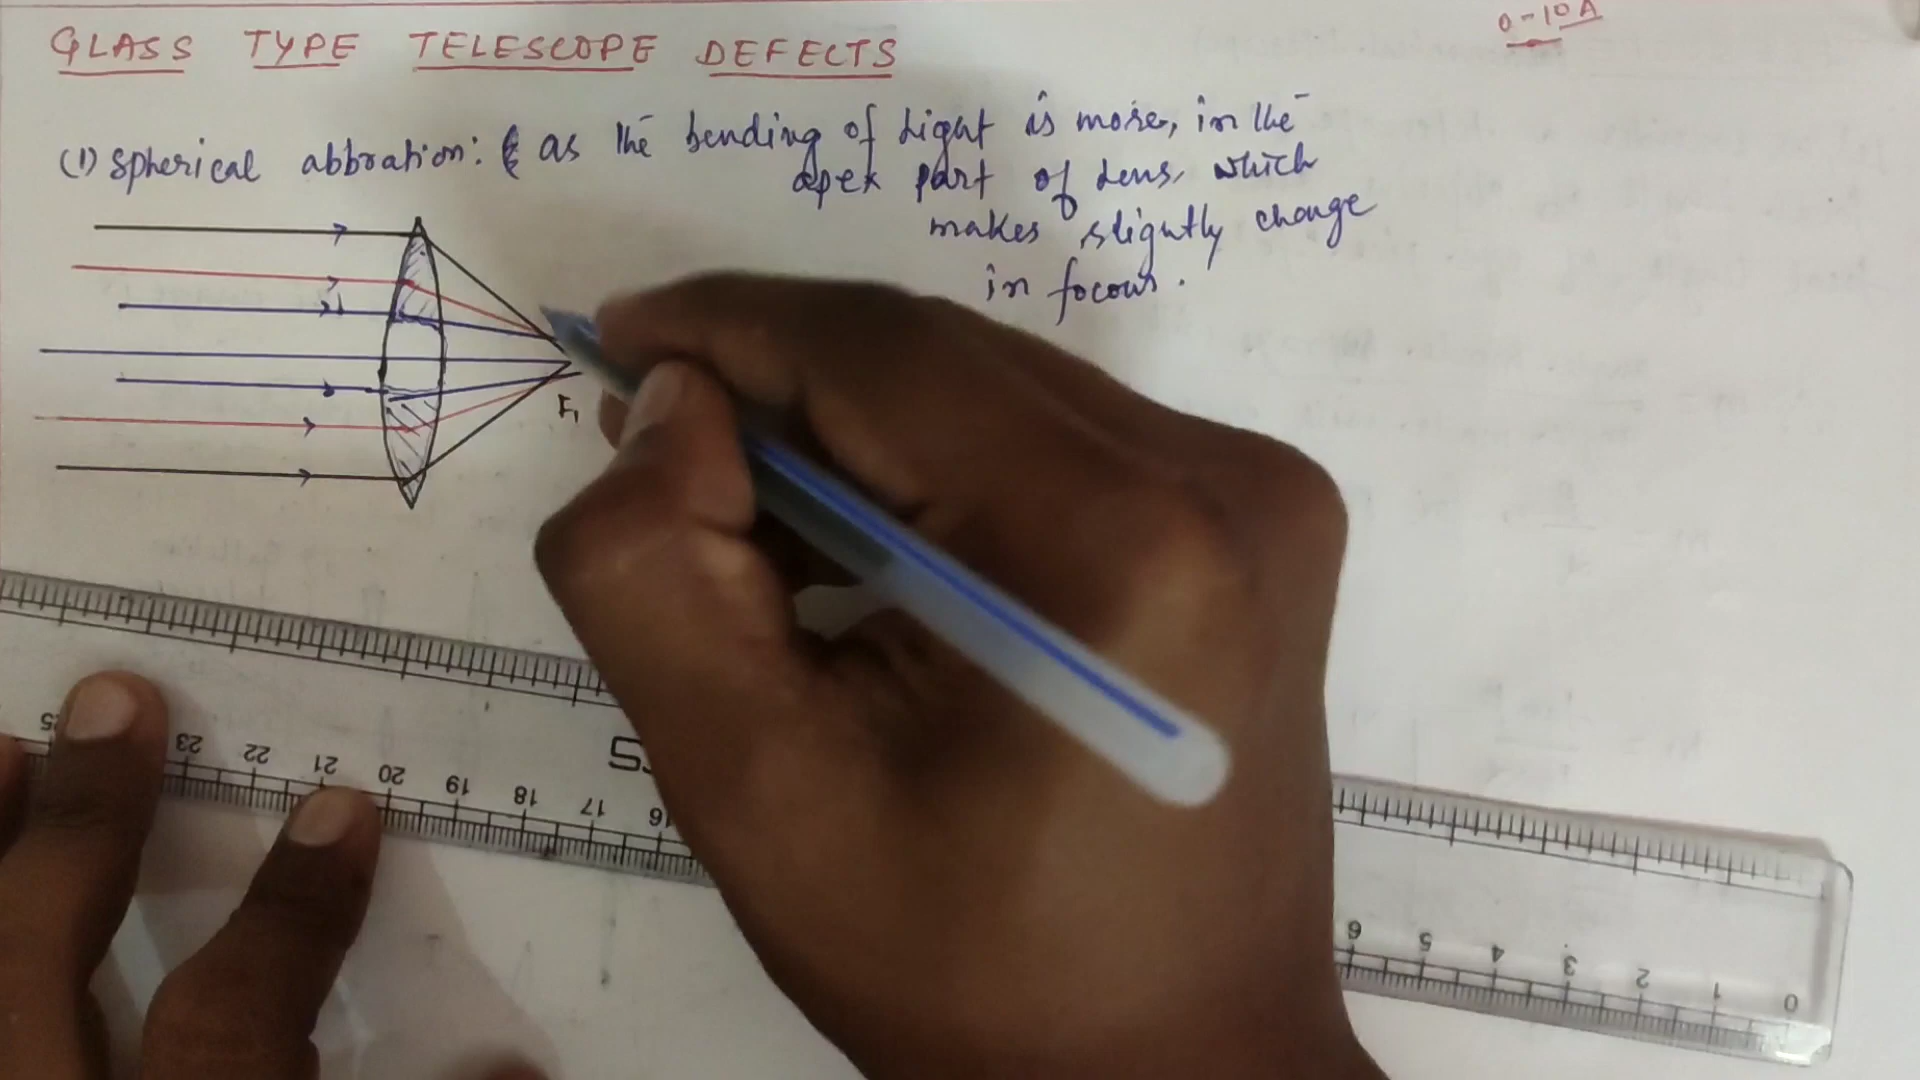 0-10A
GLASS TYPE TELESCOPE DEFECTS
(1) Spherical abbration: as the bending of light is more, in the
apex part of lens, which
makes slightly change
in focous.
F1
25 23 22 21 20 19 18 17 16 6 5 4 3 2 1 0